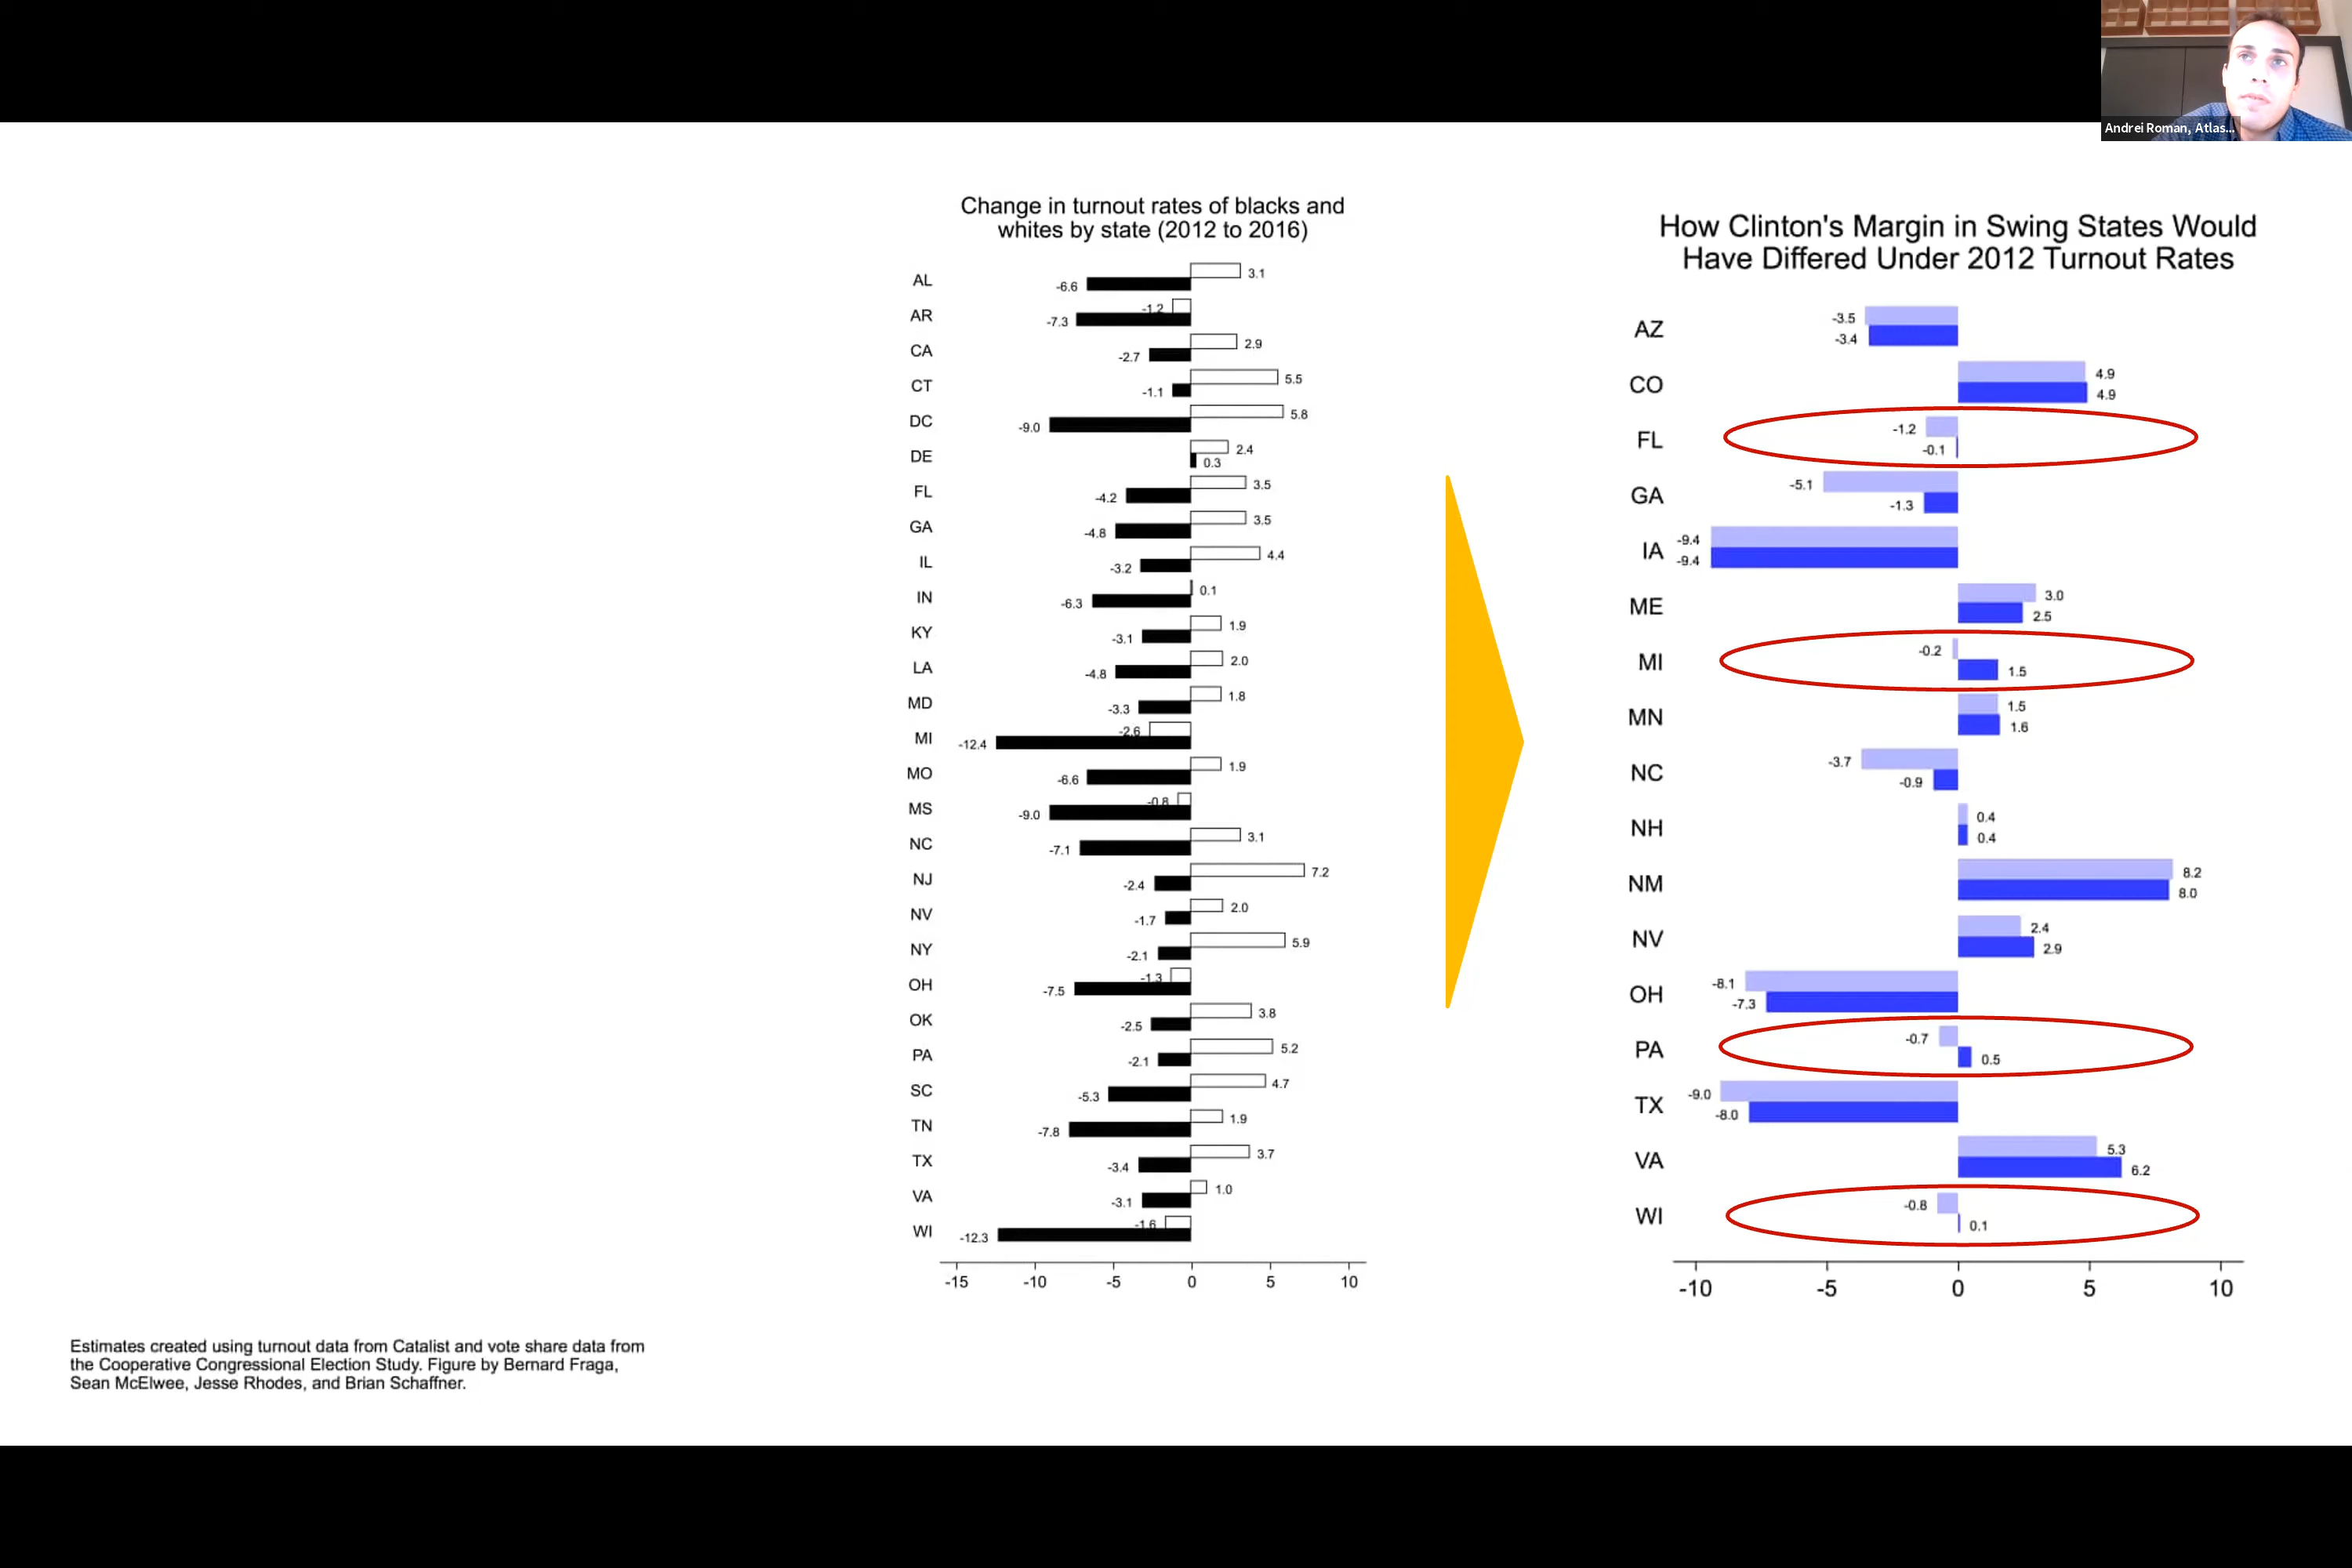 Andrei Roman, Atlas...
Change in turnout rates of blacks and
whites by state (2012 to 2016)
AL -6.6 3.1
AR -7.3 -1.2
CA -2.7 2.9
CT -1.1 5.5
DC -9.0 5.8
DE 2.4 0.3
FL -4.2 3.5
GA -4.8 3.5
IL -3.2 4.4
IN -6.3 0.1
KY -3.1 1.9
LA -4.8 2.0
MD -3.3 1.8
MI -12.4 -2.6
MO -6.6 1.9
MS -9.0 -0.8
NC -7.1 3.1
NJ -2.4 7.2
NV -1.7 2.0
NY -2.1 5.9
OH -7.5 -1.3
OK -2.5 3.8
PA -2.1 5.2
SC -5.3 4.7
TN -7.8 1.9
TX -3.4 3.7
VA -3.1 1.0
WI -12.3 -1.6
-15 -10 -5 0 5 10
How Clinton's Margin in Swing States Would
Have Differed Under 2012 Turnout Rates
AZ -3.5 -3.4
CO 4.9 4.9
FL -1.2 -0.1
GA -5.1 -1.3
IA -9.4 -9.4
ME 3.0 2.5
MI -0.2 1.5
MN 1.5 1.6
NC -3.7 -0.9
NH 0.4 0.4
NM 8.2 8.0
NV 2.4 2.9
OH -8.1 -7.3
PA -0.7 0.5
TX -9.0 -8.0
VA 5.3 6.2
WI -0.8 0.1
-10 -5 0 5 10
Estimates created using turnout data from Catalist and vote share data from
the Cooperative Congressional Election Study. Figure by Bernard Fraga,
Sean McElwee, Jesse Rhodes, and Brian Schaffner.